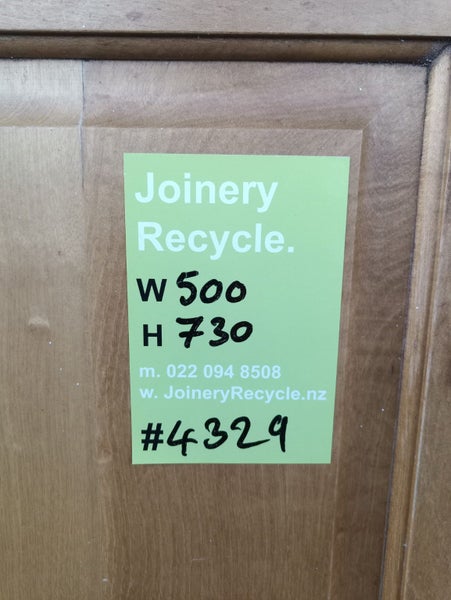 Joinery
Recycle.
W 500
H 730
m. 022 094 8508
w. JoineryRecycle.nz
#4329